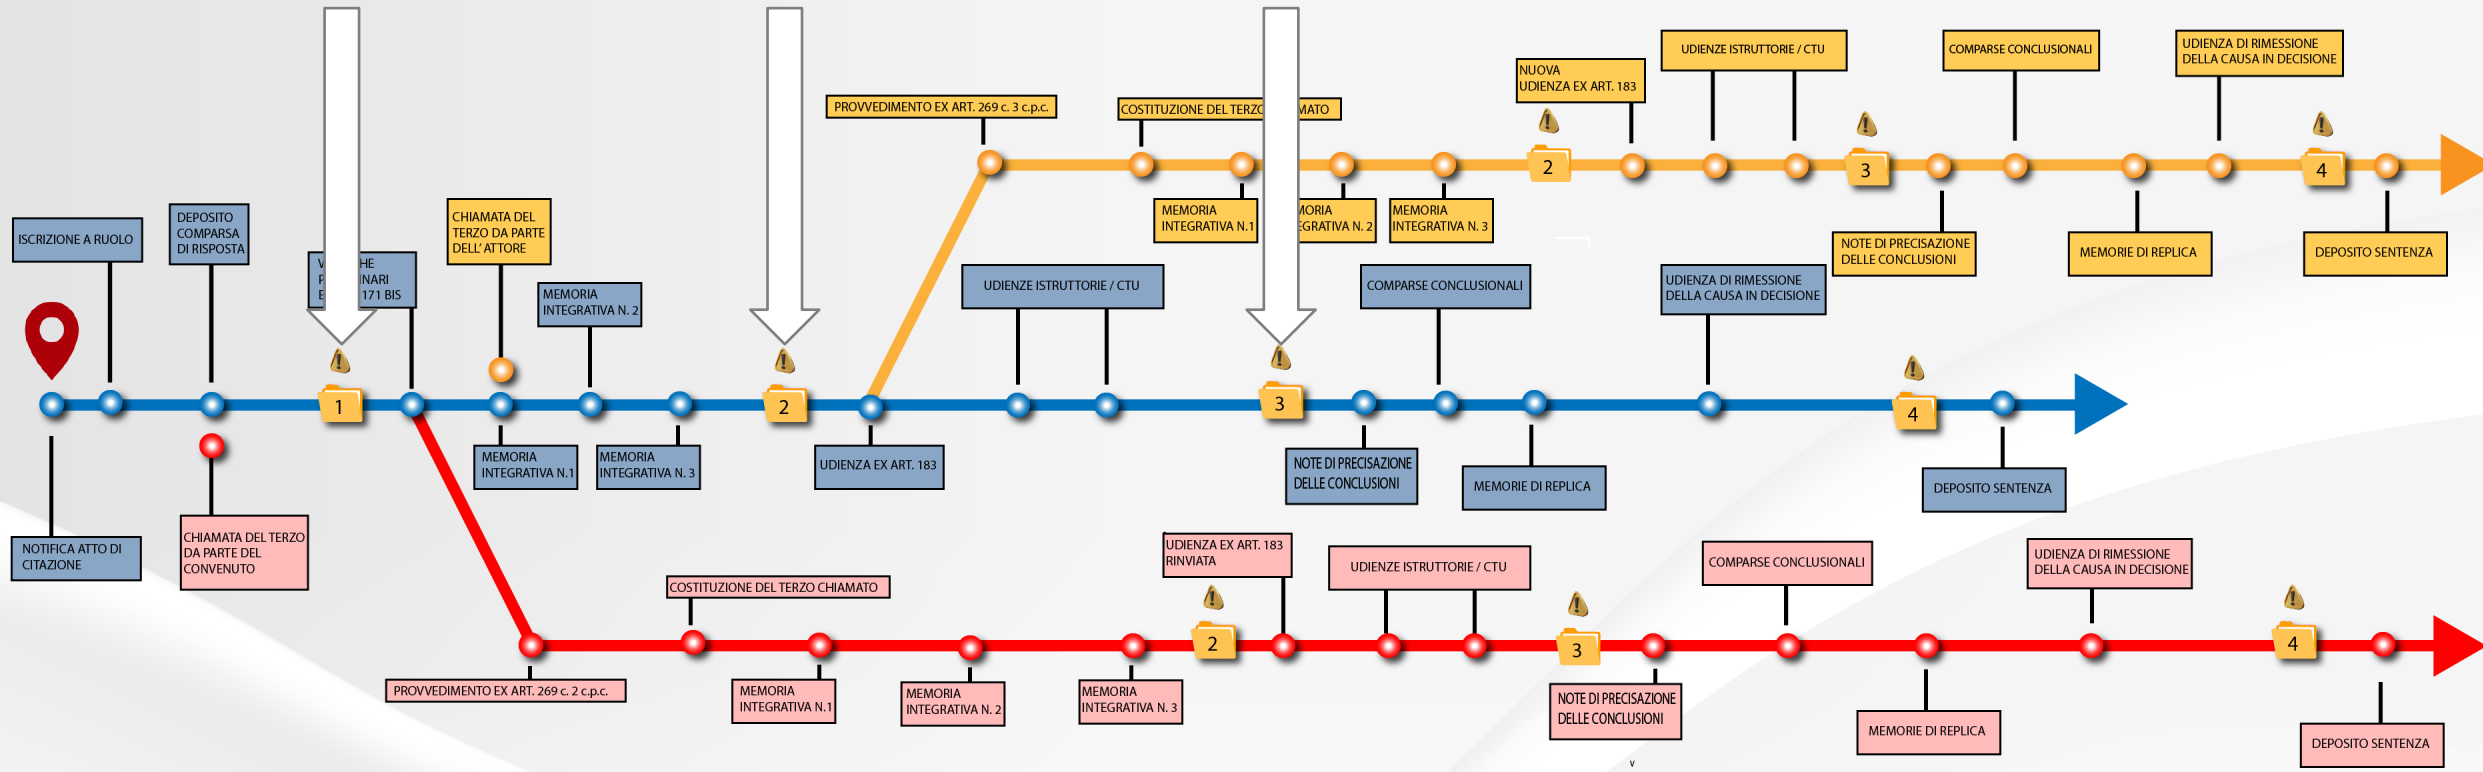 UDIENZE ISTRUTTORIE / CTU
COMPARSE CONCLUSIONALI
UDIENZA DI RIMESSIONE
DELLA CAUSA IN DECISIONE
NUOVA
UDIENZA EX ART. 183
PROVVEDIMENTO EX ART. 269 c. 3 c.p.c.
COSTITUZIONE DEL TERZO
MATO
2
3
4
MEMORIA
INTEGRATIVA N.1
MORIA
EGRATIVA N. 2
MEMORIA
INTEGRATIVA N. 3
NOTE DI PRECISAZIONE
DELLE CONCLUSIONI
MEMORIE DI REPLICA
DEPOSITO SENTENZA
ISCRIZIONE A RUOLO
DEPOSITO
COMPARSA
DI RISPOSTA
V HE
P INARI
E 171 BIS
CHIAMATA DEL
TERZO DA PARTE
DELL' ATTORE
MEMORIA
INTEGRATIVA N. 2
UDIENZE ISTRUTTORIE / CTU
COMPARSE CONCLUSIONALI
UDIENZA DI RIMESSIONE
DELLA CAUSA IN DECISIONE
1
2
3
4
NOTIFICA ATTO DI
CITAZIONE
MEMORIA
INTEGRATIVA N.1
MEMORIA
INTEGRATIVA N. 3
UDIENZA EX ART. 183
NOTE DI PRECISAZIONE
DELLE CONCLUSIONI
MEMORIE DI REPLICA
DEPOSITO SENTENZA
CHIAMATA DEL TERZO
DA PARTE DEL
CONVENUTO
COSTITUZIONE DEL TERZO CHIAMATO
UDIENZA EX ART. 183
RINVIATA
UDIENZE ISTRUTTORIE / CTU
COMPARSE CONCLUSIONALI
UDIENZA DI RIMESSIONE
DELLA CAUSA IN DECISIONE
2
3
4
PROVVEDIMENTO EX ART. 269 c. 2 c.p.c.
MEMORIA
INTEGRATIVA N.1
MEMORIA
INTEGRATIVA N. 2
MEMORIA
INTEGRATIVA N. 3
NOTE DI PRECISAZIONE
DELLE CONCLUSIONI
MEMORIE DI REPLICA
DEPOSITO SENTENZA
v